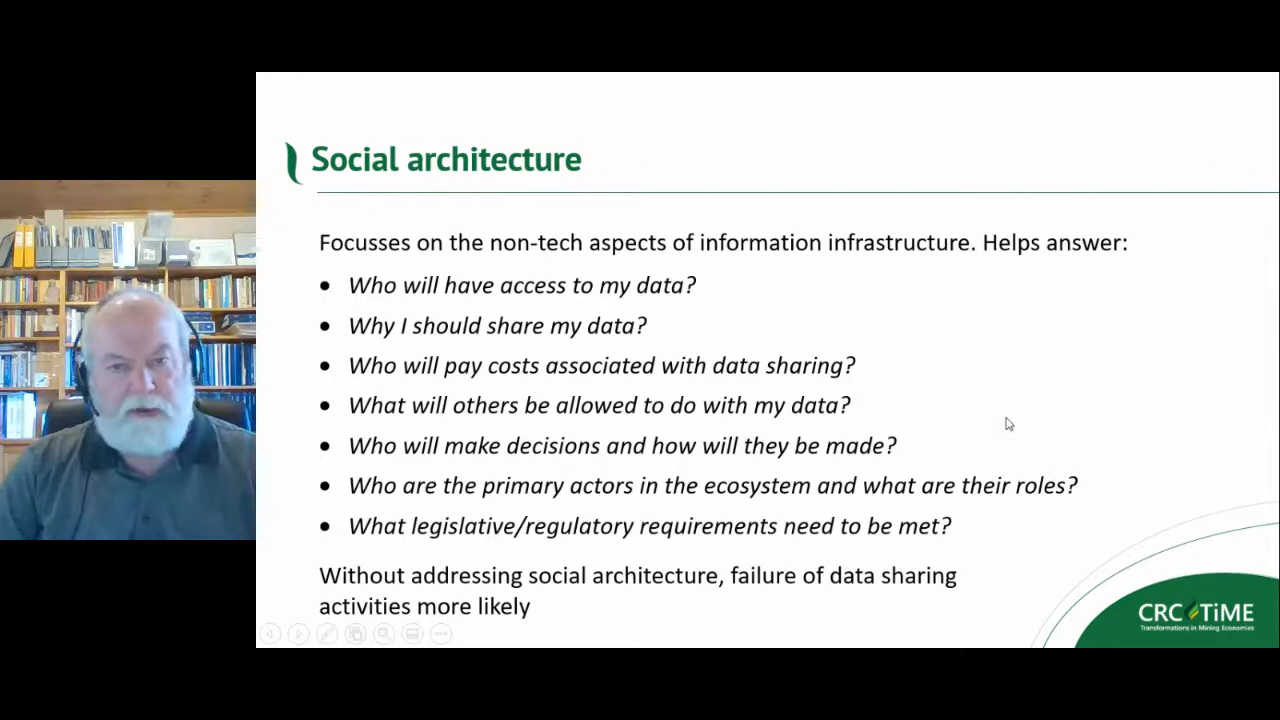 Social architecture
Focusses on the non-tech aspects of information infrastructure. Helps answer:
• Who will have access to my data?
• Why I should share my data?
• Who will pay costs associated with data sharing?
• What will others be allowed to do with my data?
• Who will make decisions and how will they be made?
• Who are the primary actors in the ecosystem and what are their roles?
• What legislative/regulatory requirements need to be met?
Without addressing social architecture, failure of data sharing
activities more likely
CRC TiME
Transformations in Mining Economies